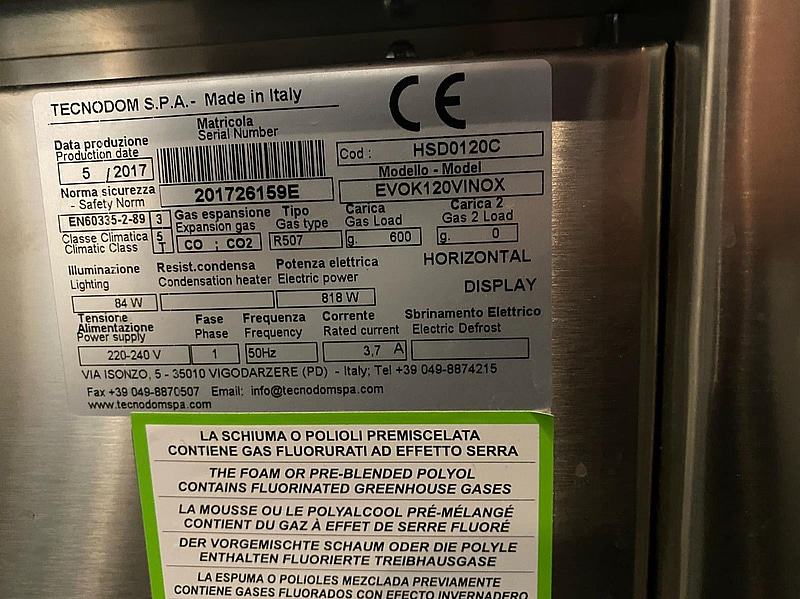 TECNODOM S.P.A.- Made in Italy
CE
Matricola
Serial Number
Data produzione
Production date
5 / 2017
201726159E
Cod : HSD0120C
Modello - Model
EVOK120VINOX
Norma sicurezza
- Safety Norm
EN60335-2-89 3
Classe Climatica 5
Climatic Class T
Gas espansione
Expansion gas
CO : CO2
Tipo
Gas type
R507
Carica
Gas Load
g. 600
Carica 2
Gas 2 Load
g. 0
HORIZONTAL
DISPLAY
Illuminazione
Lighting
84 W
Resist.condensa
Condensation heater
Potenza elettrica
Electric power
818 W
Tensione
Alimentazione
Power supply
220-240 V
Fase
Phase
1
Frequenza
Frequency
50Hz
Corrente
Rated current
3,7 A
Sbrinamento Elettrico
Electric Defrost
VIA ISONZO, 5 - 35010 VIGODARZERE (PD) - Italy; Tel +39 049-8874215
Fax +39 049-8870507 Email: info@tecnodomspa.com
www.tecnodomspa.com
LA SCHIUMA O POLIOLI PREMISCELATA
CONTIENE GAS FLUORURATI AD EFFETTO SERRA
THE FOAM OR PRE-BLENDED POLYOL
CONTAINS FLUORINATED GREENHOUSE GASES
LA MOUSSE OU LE POLYALCOOL PRÉ-MÉLANGÉ
CONTIENT DU GAZ À EFFET DE SERRE FLUORÉ
DER VORGEMISCHTE SCHAUM ODER DIE POLYLE
ENTHALTEN FLUORIERTE TREIBHAUSGASE
LA ESPUMA O POLIOLES MEZCLADA PREVIAMENTE
CONTIENE GASES FLUORADOS CON EFECTO INVERNADERO